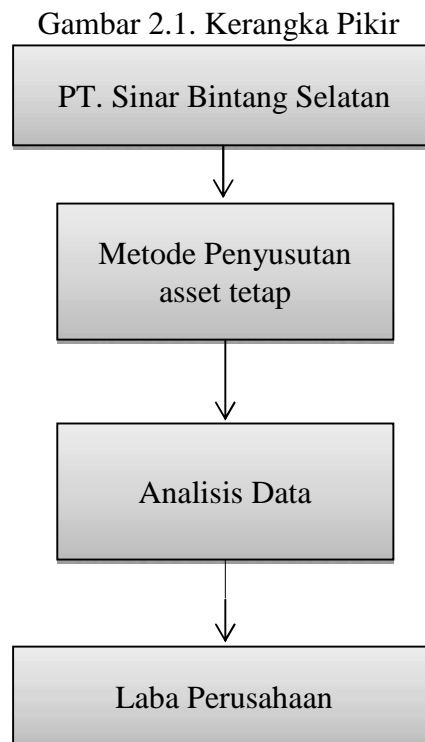 Gambar 2.1. Kerangka Pikir
PT. Sinar Bintang Selatan
Metode Penyusutan
asset tetap
Analisis Data
Laba Perusahaan